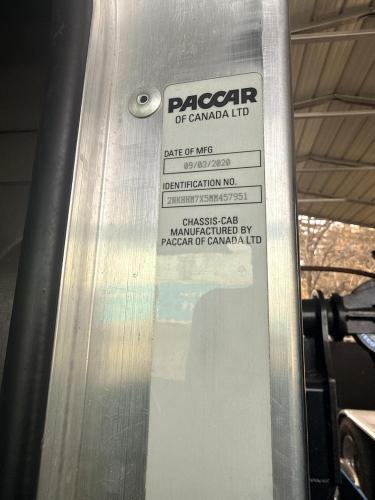 PACCAR
OF CANADA LTD
DATE OF MFG
09/03/2020
IDENTIFICATION NO.
2NKHHM7X5MM457951
CHASSIS-CAB
MANUFACTURED BY
PACCAR OF CANADA LTD